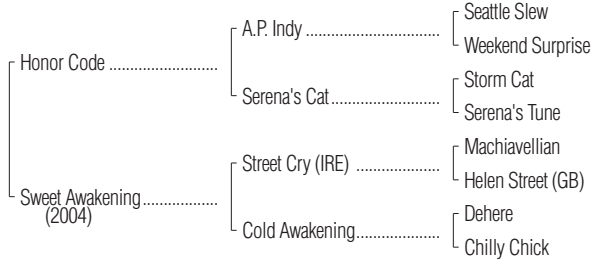 Seattle Slew
A.P. Indy ..............................
Weekend Surprise
Honor Code ........................
Storm Cat
Serena's Cat........................
Serena's Tune
Machiavellian
Street Cry (IRE) ..................
Helen Street (GB)
Sweet Awakening.................
(2004)
Dehere
Cold Awakening...................
Chilly Chick